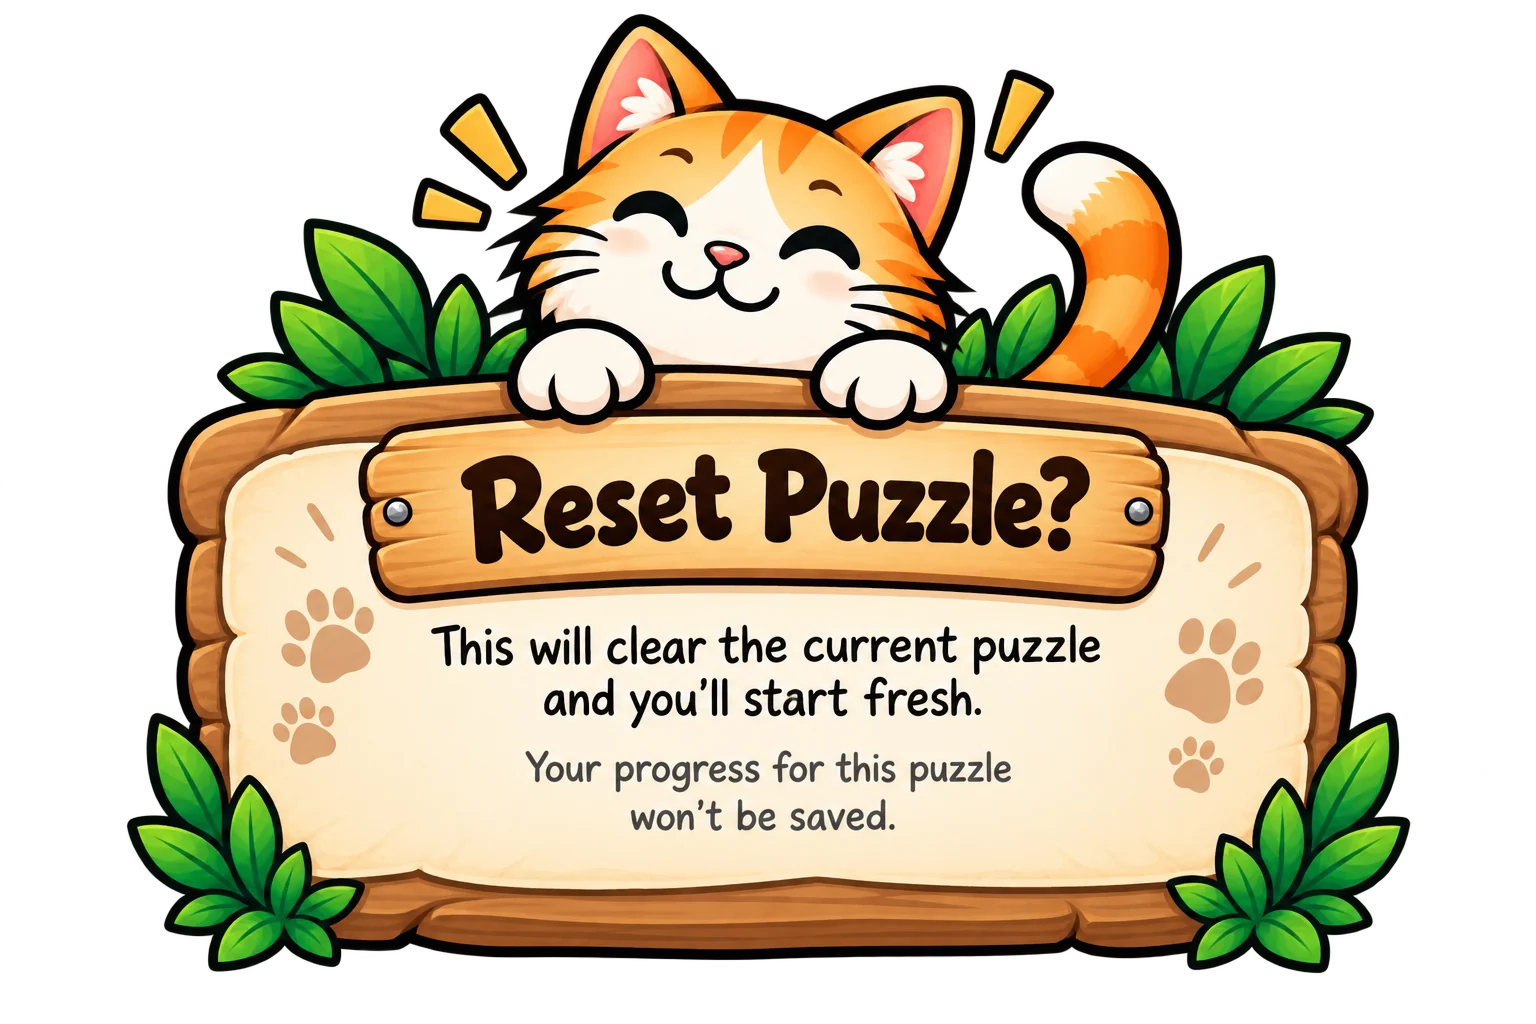 Reset Puzzle?
This will clear the current puzzle
and you’ll start fresh.
Your progress for this puzzle
won’t be saved.